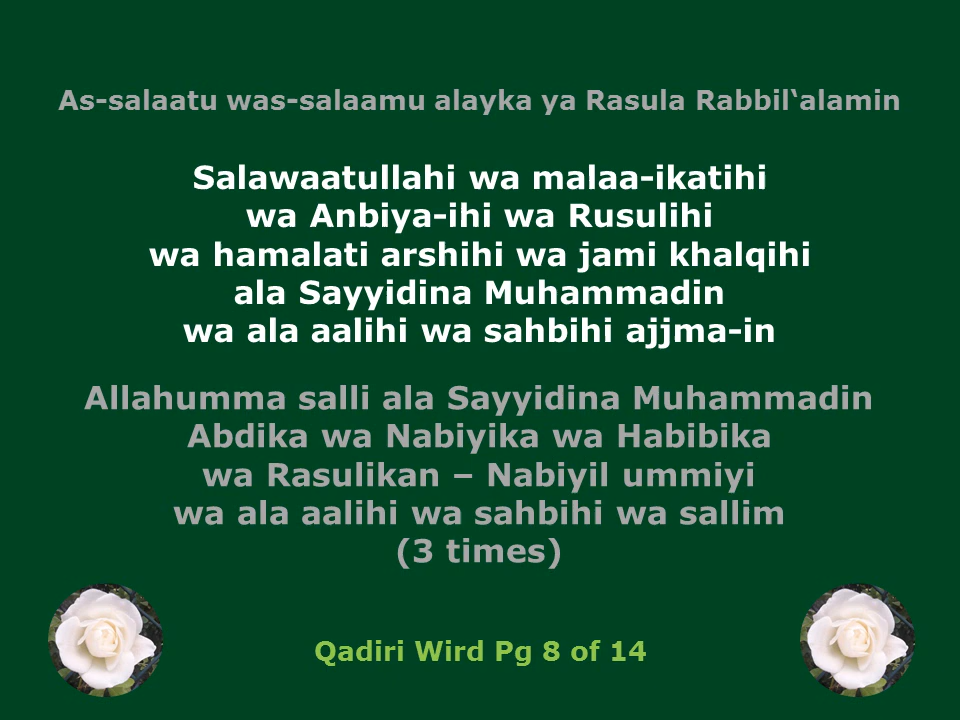 As-salaatu was-salaamu alayka ya Rasula Rabbil‘alamin
Salawaatullahi wa malaa-ikatihi
wa Anbiya-ihi wa Rusulihi
wa hamalati arshihi wa jami khalqihi
ala Sayyidina Muhammadin
wa ala aalihi wa sahbihi ajjma-in
Allahumma salli ala Sayyidina Muhammadin
Abdika wa Nabiyika wa Habibika
wa Rasulikan – Nabiyil ummiyi
wa ala aalihi wa sahbihi wa sallim
(3 times)
Qadiri Wird Pg 8 of 14